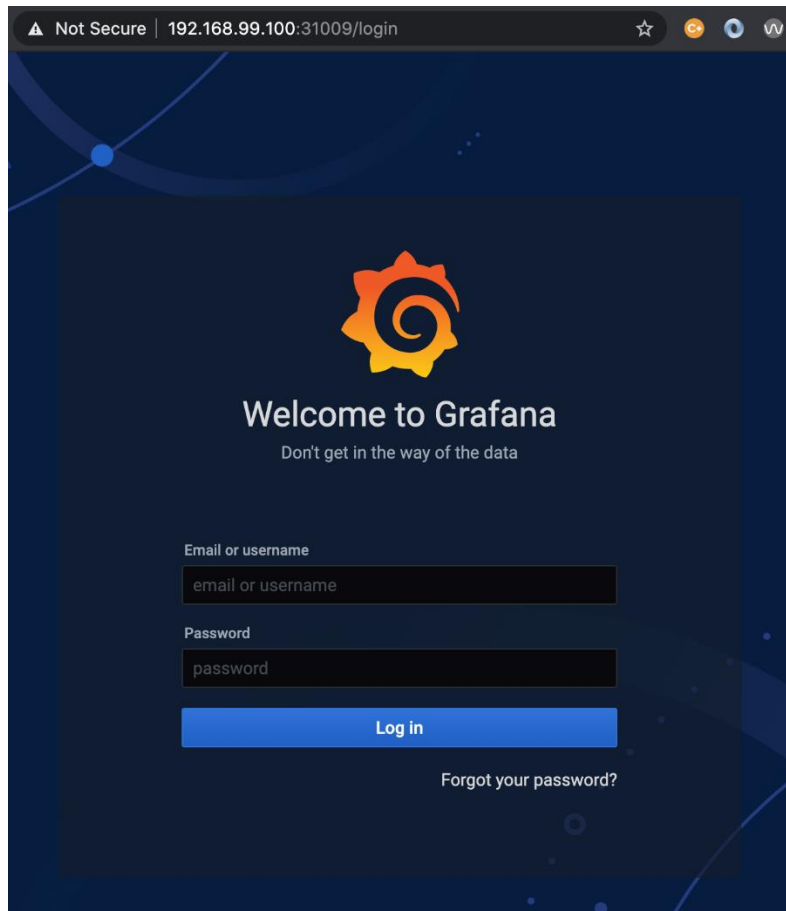 Not Secure | 192.168.99.100:31009/login
Welcome to Grafana
Don't get in the way of the data
Email or username
email or username
Password
password
Log in
Forgot your password?